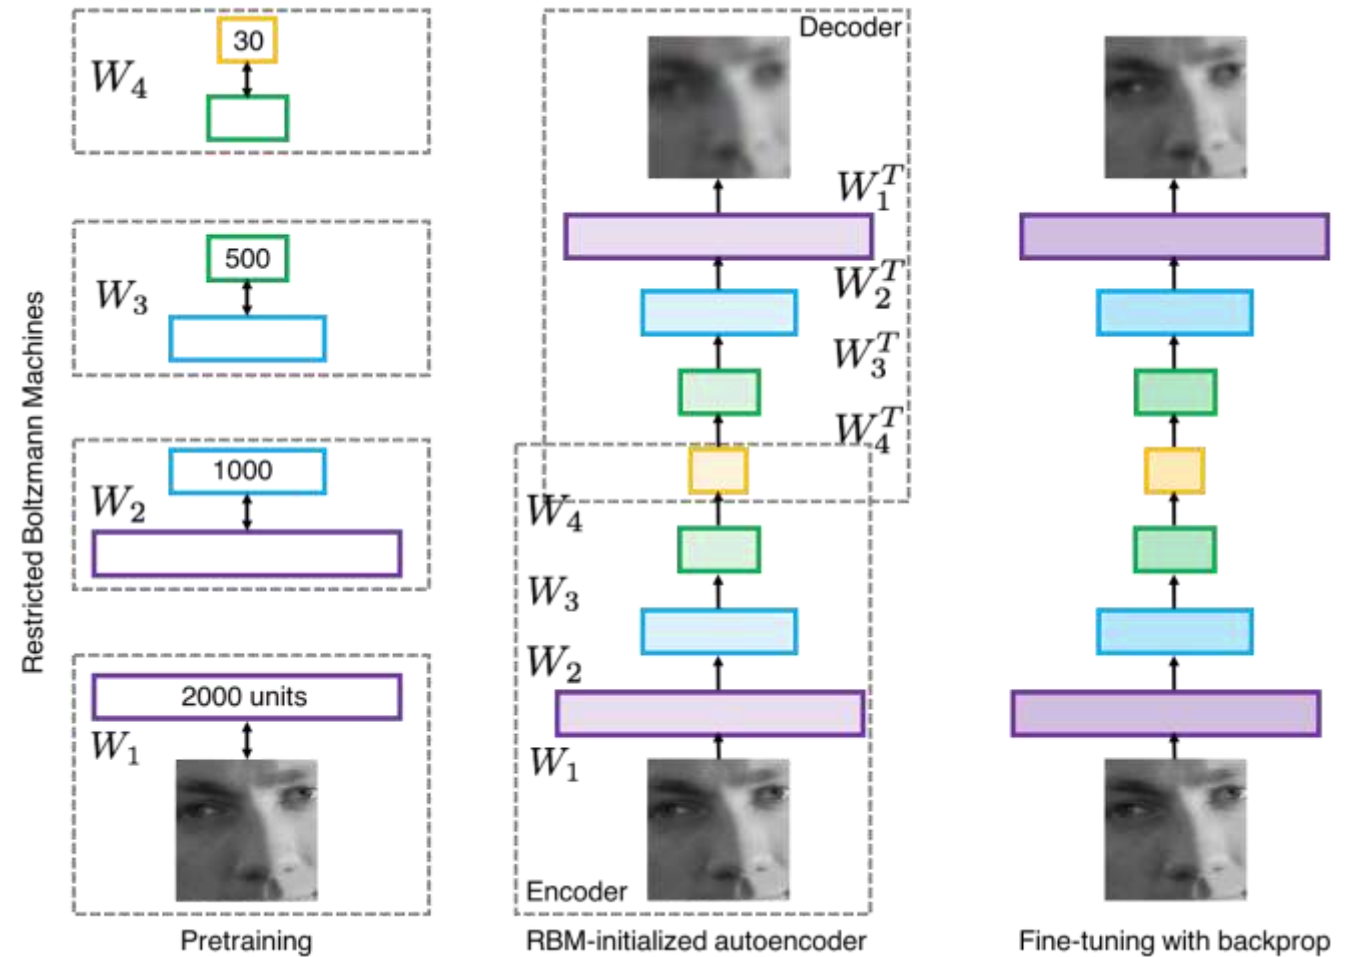 Restricted Boltzmann Machines
30
W₄
500
W₃
1000
W₂
2000 units
W₁
Pretraining
Decoder
W₁ᵀ
W₂ᵀ
W₃ᵀ
W₄ᵀ
W₄
W₃
W₂
W₁
Encoder
RBM-initialized autoencoder
Fine-tuning with backprop